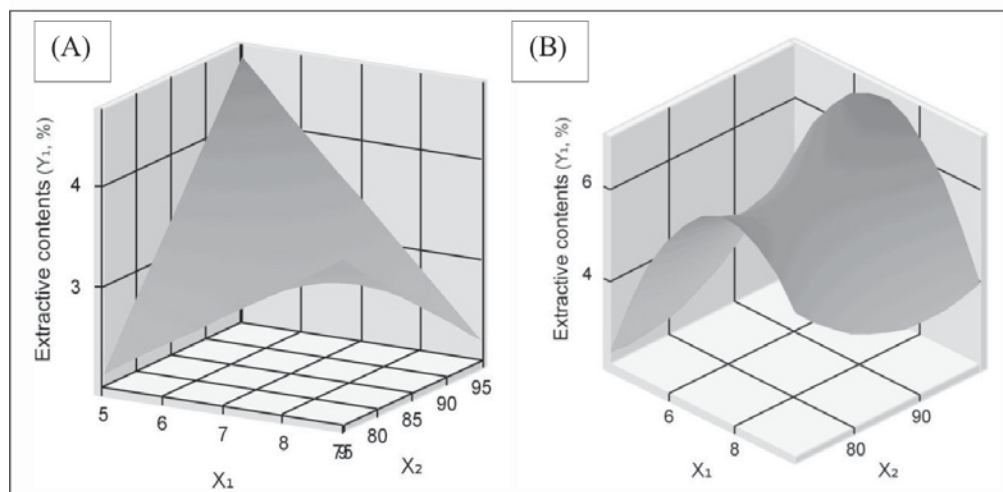 (A)
Extractive contents (Y₁, %)
4
3
5
6
7
8
9
75
80
85
90
95
X₁
X₂
(B)
Extractive contents (Y₁, %)
6
4
6
8
80
90
X₁
X₂